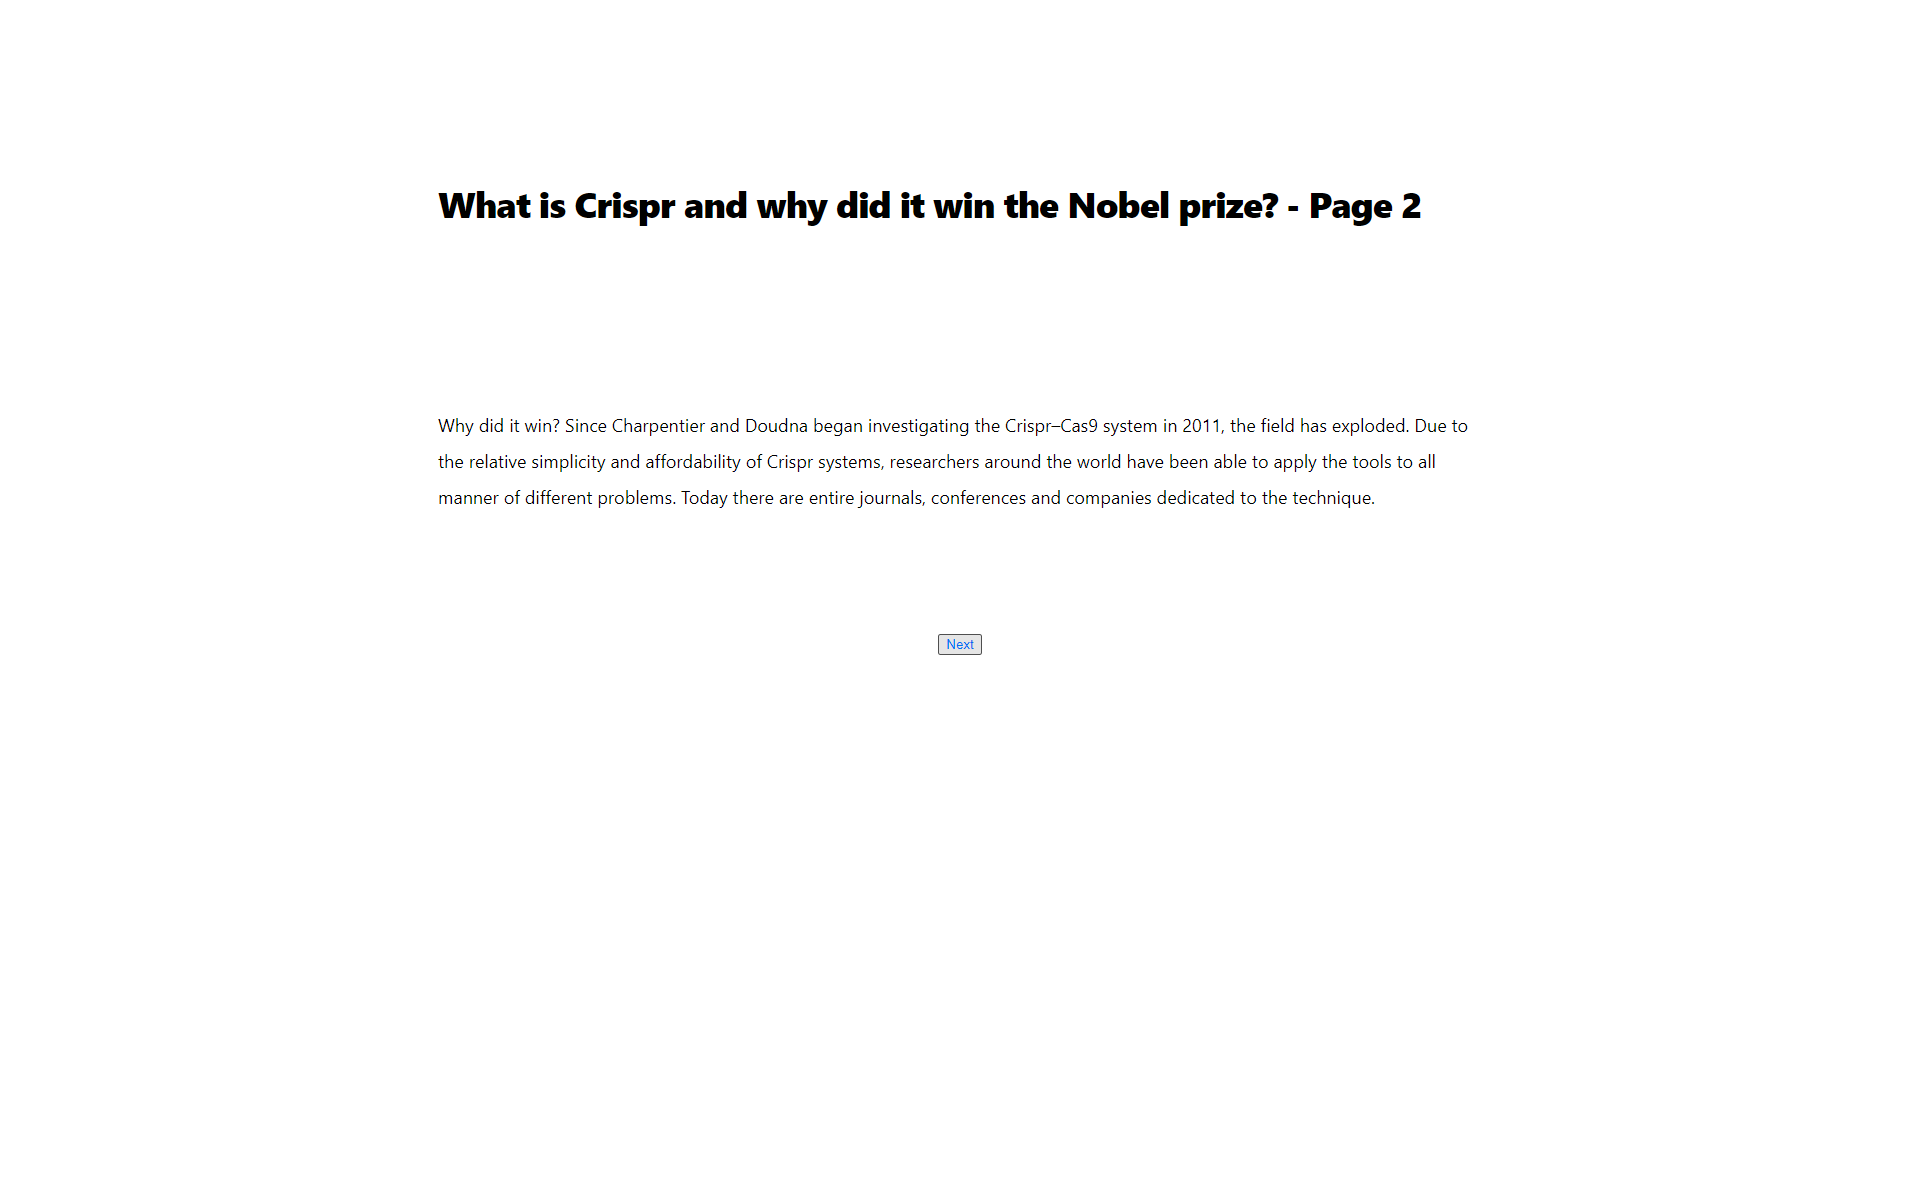 What is Crispr and why did it win the Nobel prize? - Page 2
Why did it win? Since Charpentier and Doudna began investigating the Crispr–Cas9 system in 2011, the field has exploded. Due to
the relative simplicity and affordability of Crispr systems, researchers around the world have been able to apply the tools to all
manner of different problems. Today there are entire journals, conferences and companies dedicated to the technique.
Next